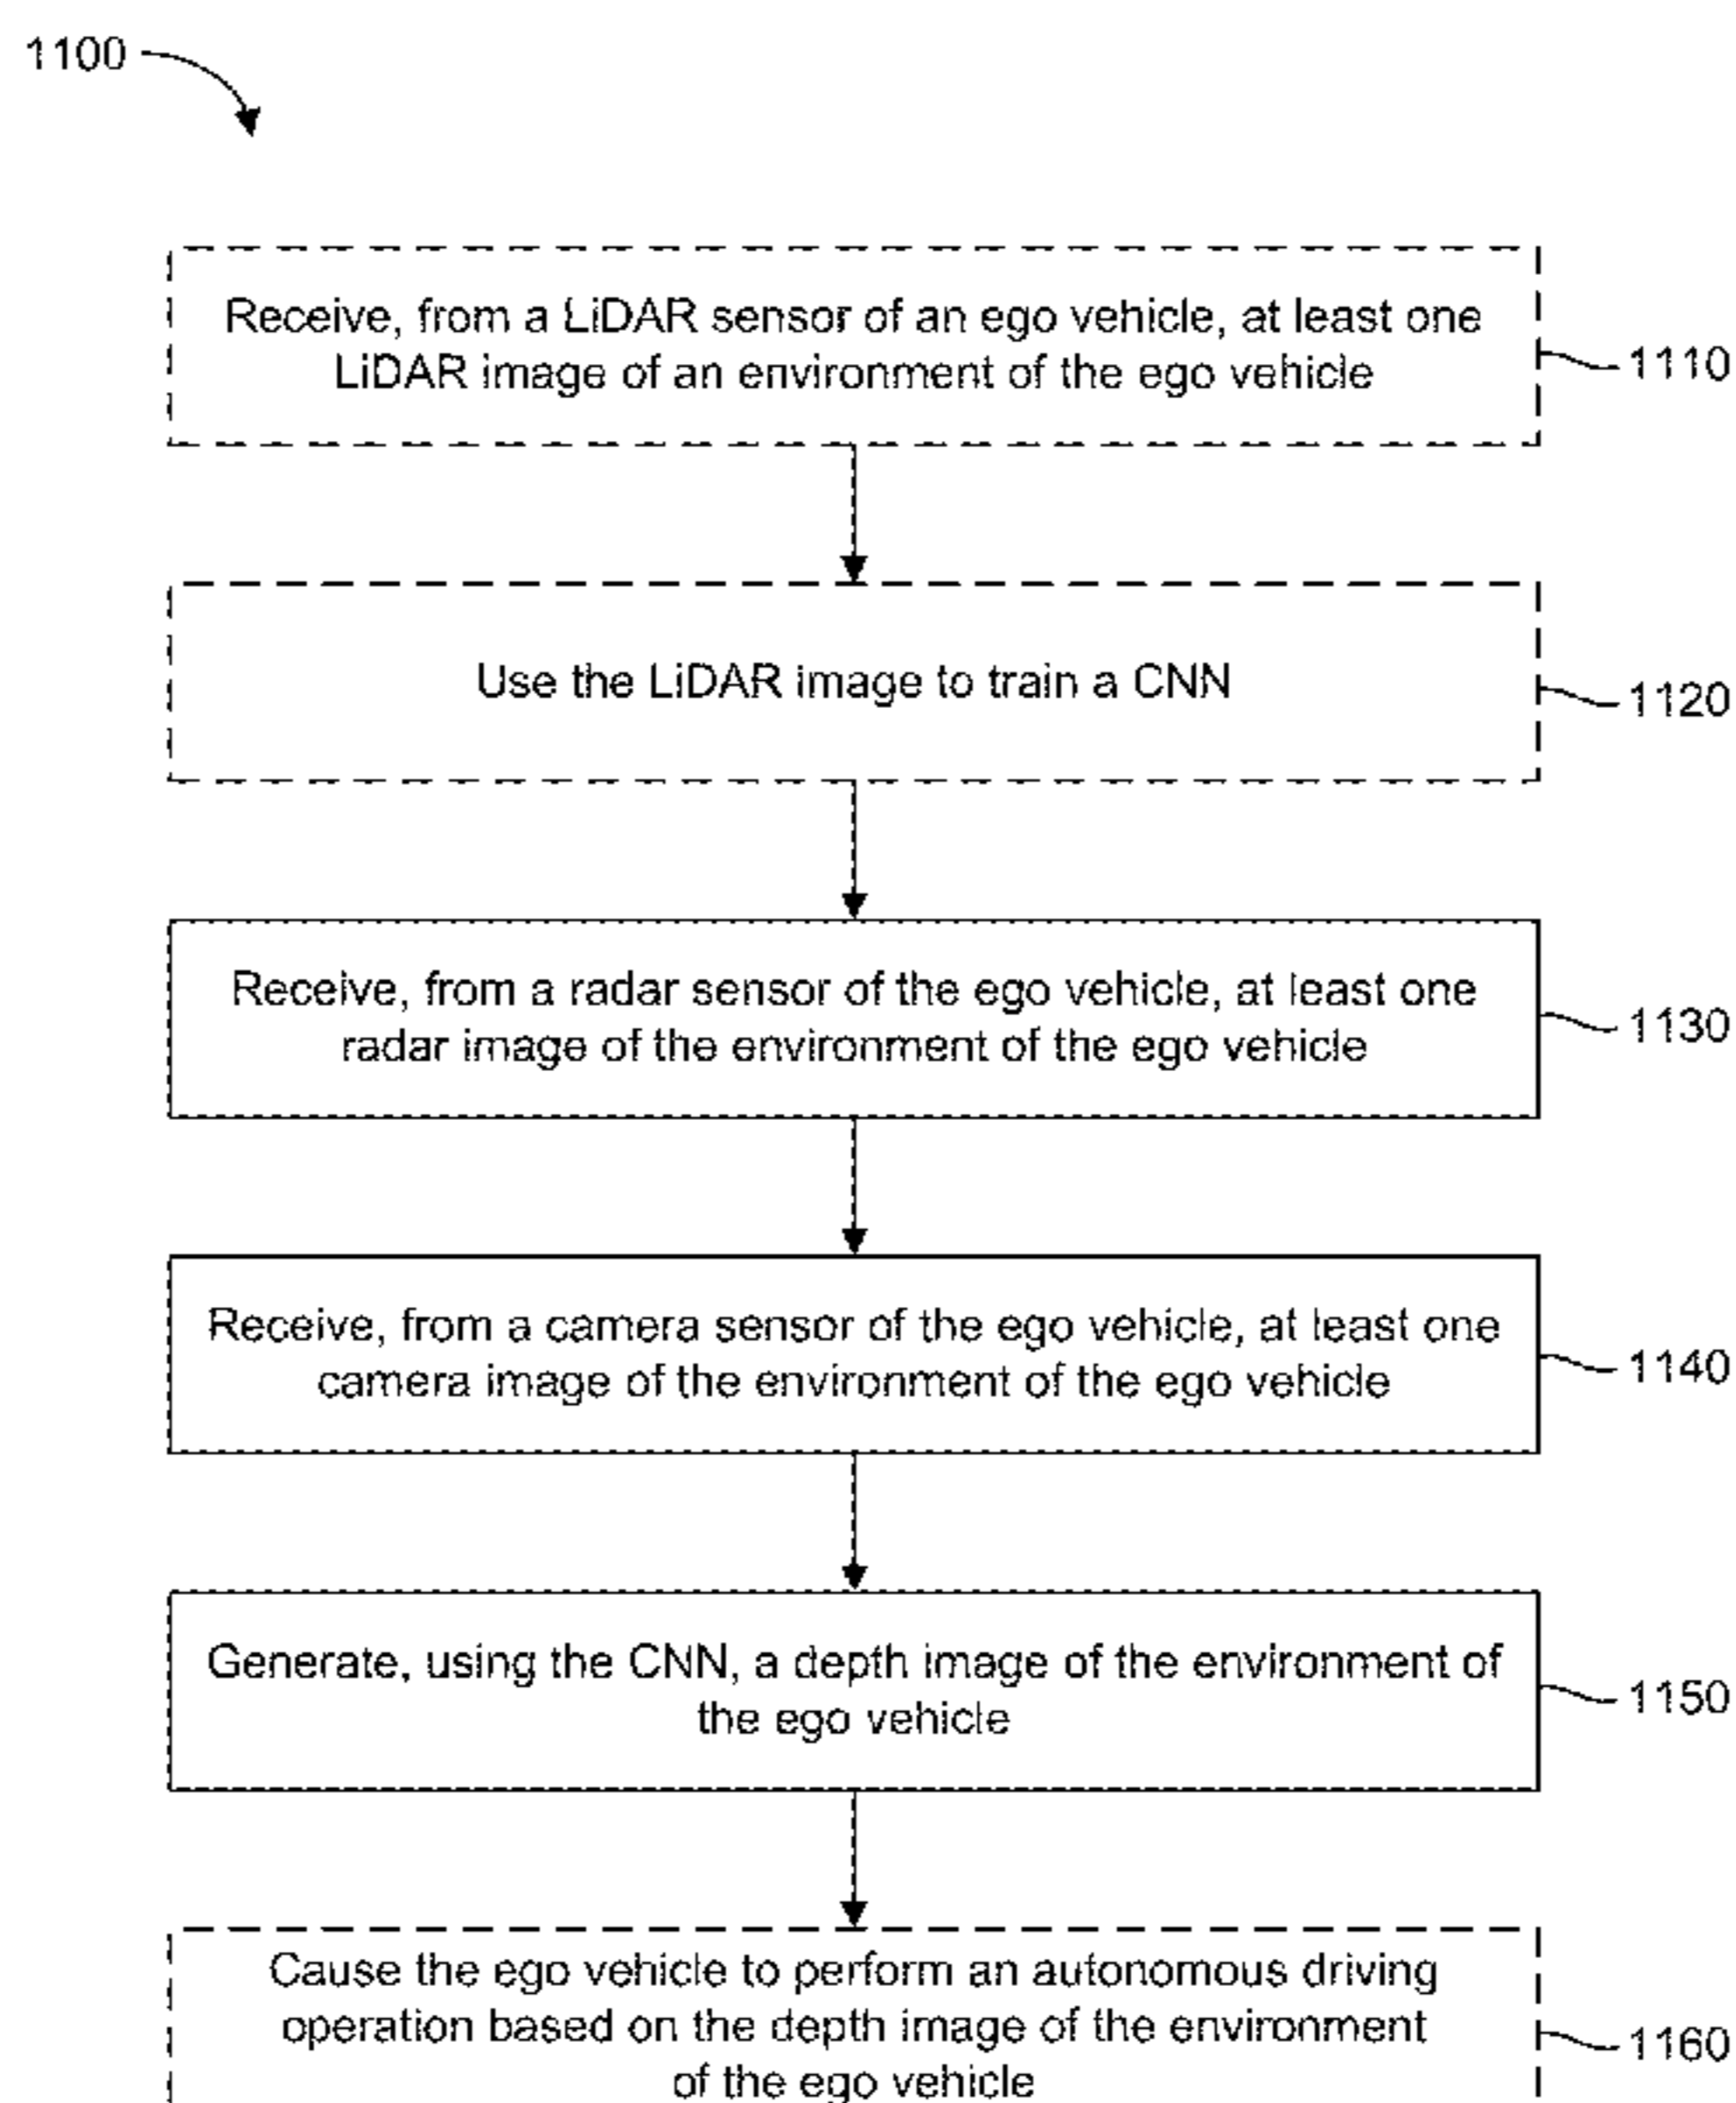 1100
Receive, from a LiDAR sensor of an ego vehicle, at least one
LiDAR image of an environment of the ego vehicle
1110
Use the LiDAR image to train a CNN
1120
Receive, from a radar sensor of the ego vehicle, at least one
radar image of the environment of the ego vehicle
1130
Receive, from a camera sensor of the ego vehicle, at least one
camera image of the environment of the ego vehicle
1140
Generate, using the CNN, a depth image of the environment of
the ego vehicle
1150
Cause the ego vehicle to perform an autonomous driving
operation based on the depth image of the environment
of the ego vehicle
1160